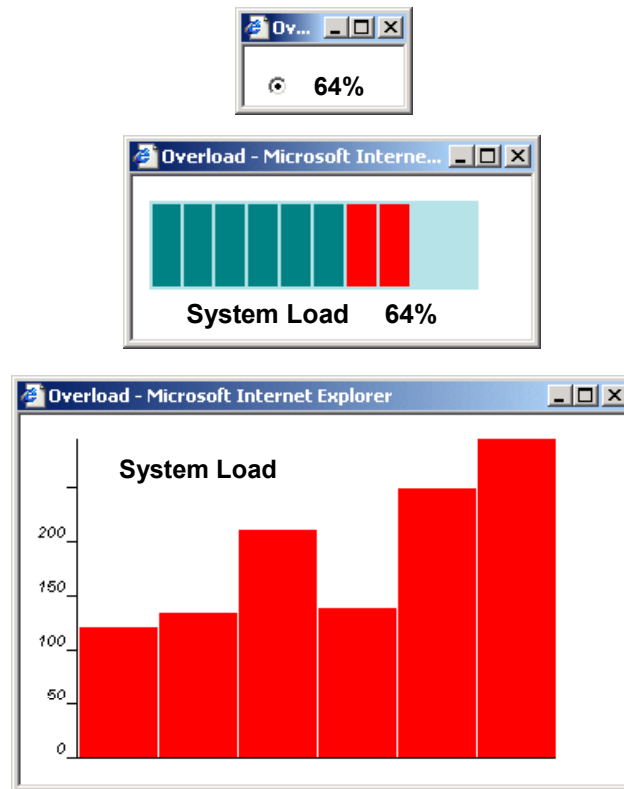 Ov...
64%
Overload - Microsoft Interne...
System Load 64%
Overload - Microsoft Internet Explorer
System Load
200
150
100
50
0